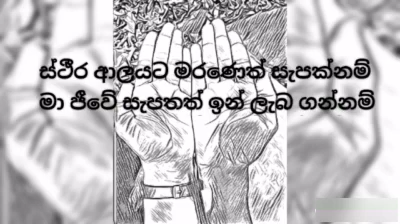 ස්ථීර ආලයට මරණෙත් සැපක්නම්
මා ජීවේ සැපතත් ඉන් ලැබ ගන්නම්